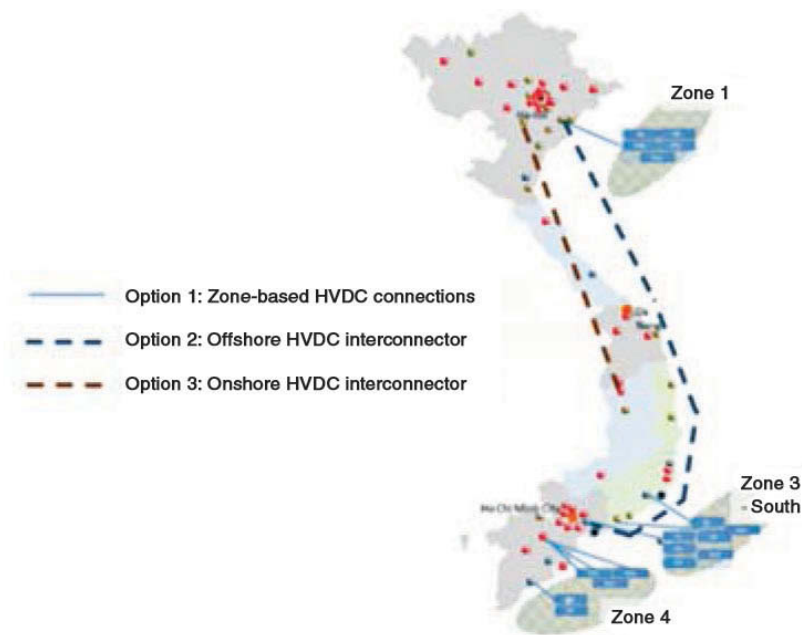 Zone 1
Option 1: Zone-based HVDC connections
Option 2: Offshore HVDC interconnector
Option 3: Onshore HVDC interconnector
Zone 3
- South
Ho Chi Minh City
Zone 4